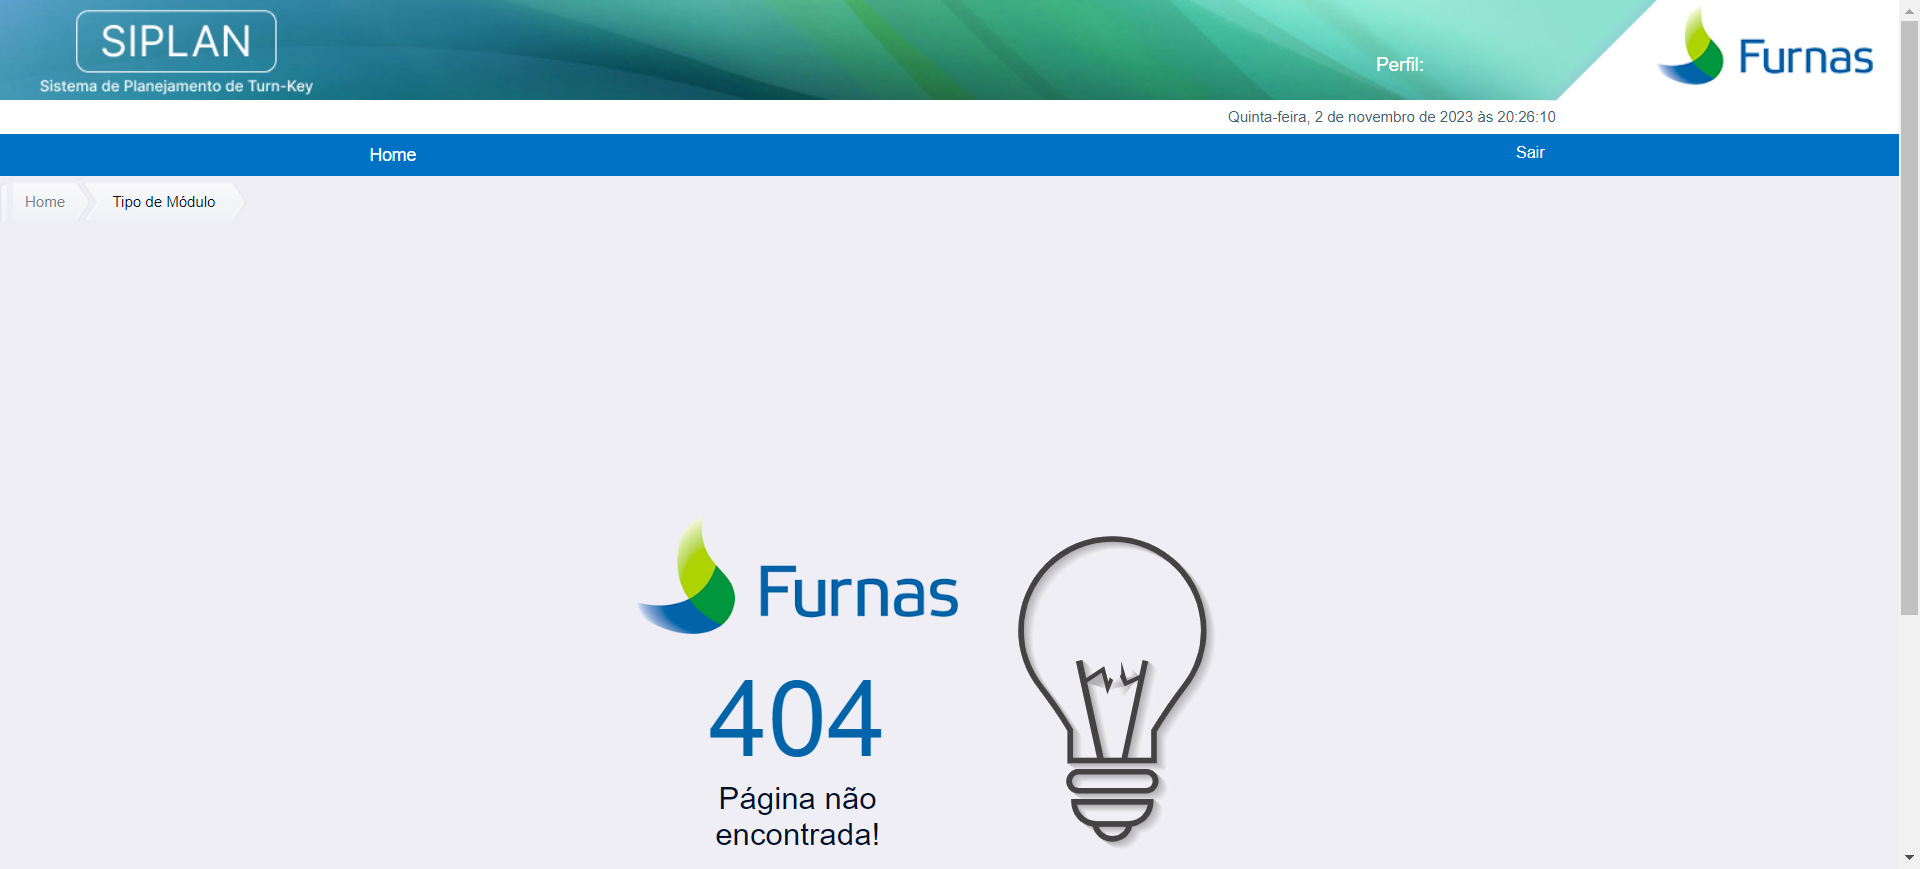 SIPLAN
Sistema de Planejamento de Turn-Key
Perfil:
Furnas
Quinta-feira, 2 de novembro de 2023 às 20:26:10
Home
Sair
Home
Tipo de Módulo
Furnas
404
Página não
encontrada!